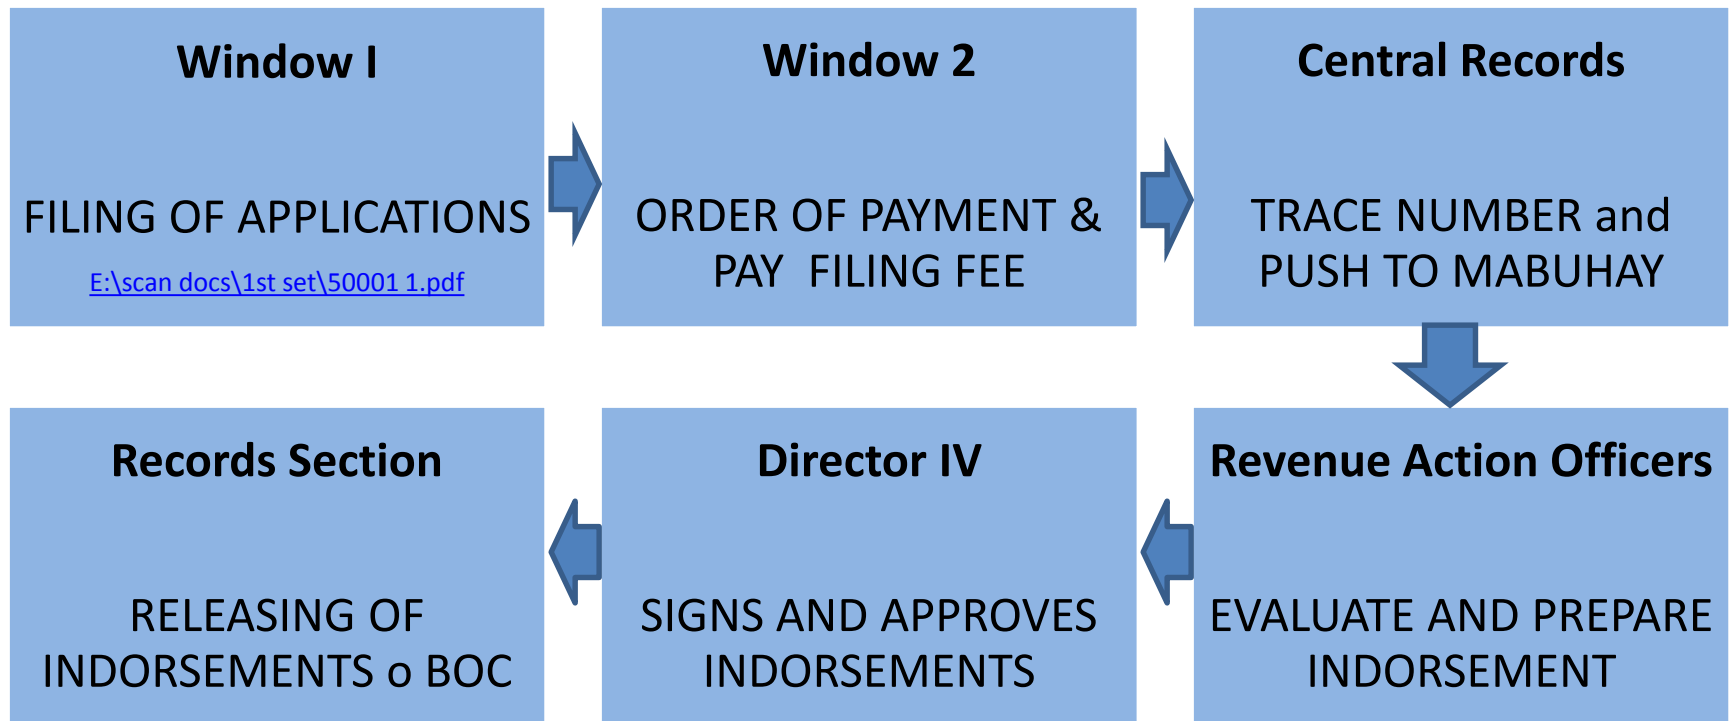 Window I
FILING OF APPLICATIONS
E:\scan docs\1st set\50001 1.pdf
Window 2
ORDER OF PAYMENT &
PAY FILING FEE
Central Records
TRACE NUMBER and
PUSH TO MABUHAY
Revenue Action Officers
EVALUATE AND PREPARE
INDORSEMENT
Director IV
SIGNS AND APPROVES
INDORSEMENTS
Records Section
RELEASING OF
INDORSEMENTS o BOC